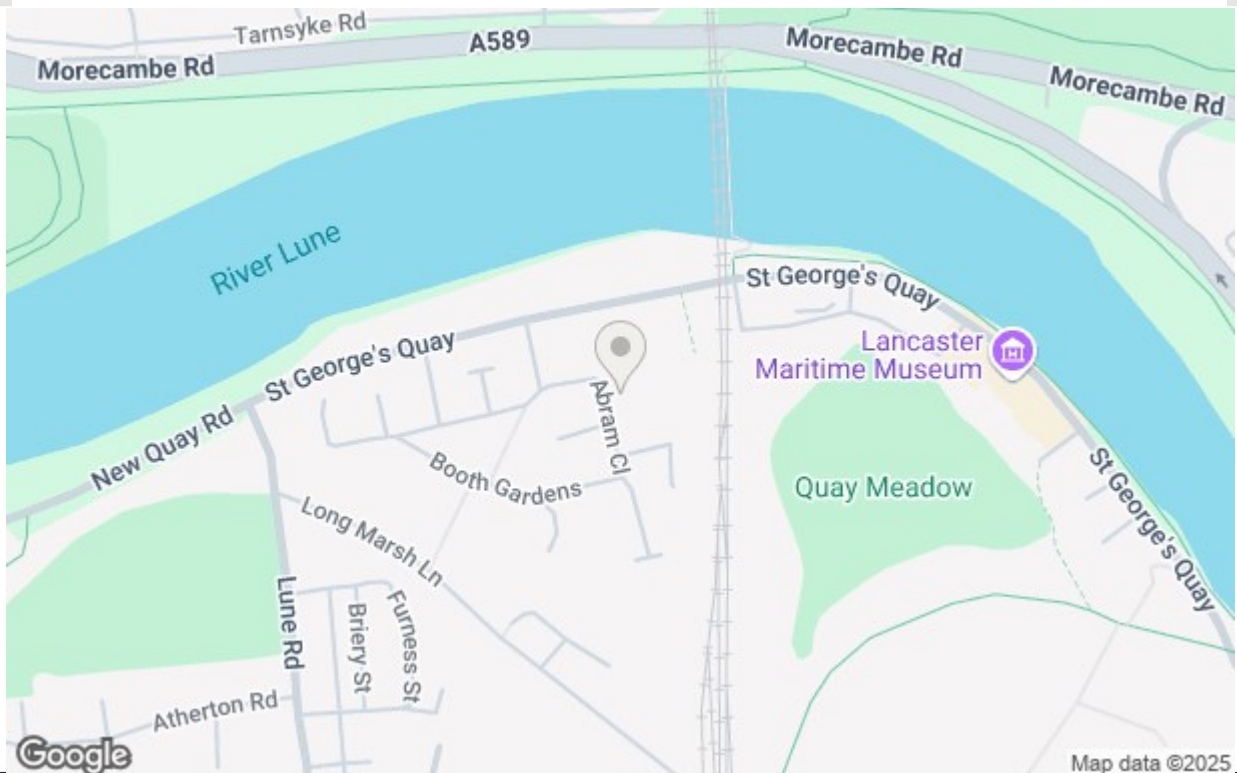 Tarnsyke Rd
A589
Morecambe Rd
Morecambe Rd
Morecambe Rd
River Lune
St George's Quay
St George's Quay
Lancaster
Maritime Museum
New Quay Rd
Abram Cl
Booth Gardens
Quay Meadow
St George's Quay
Long Marsh Ln
Lune Rd
Briery St
Furness St
Atherton Rd
Google
Map data ©2025